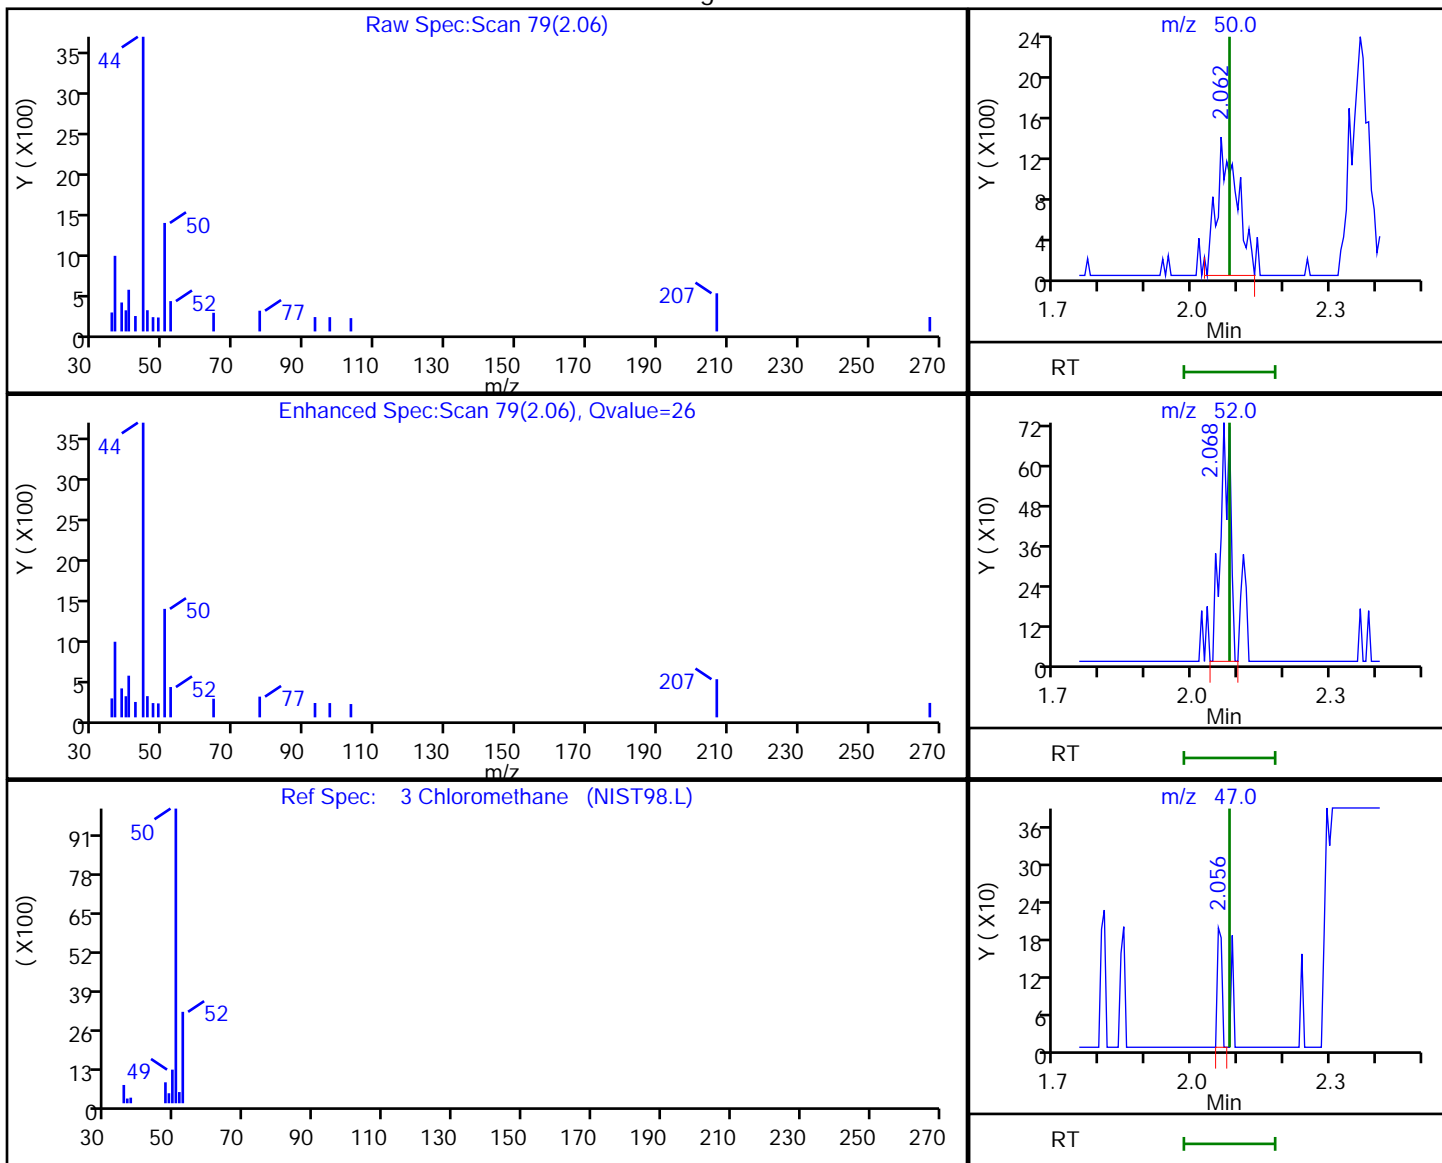 Raw Spec:Scan 79(2.06)
Y ( X100)
35
30
25
20
15
10
5
0
44
50
52
77
207
30 50 70 90 110 130 150 170 190 210 230 250 270
m/z
m/z 50.0
Y ( X100)
24
20
16
12
8
4
0
2.062
1.7 2.0 2.3
Min
RT
Enhanced Spec:Scan 79(2.06), Qvalue=26
Y ( X100)
35
30
25
20
15
10
5
0
44
50
52
77
207
30 50 70 90 110 130 150 170 190 210 230 250 270
m/z
m/z 52.0
Y ( X10)
72
60
48
36
24
12
0
2.068
1.7 2.0 2.3
Min
RT
Ref Spec: 3 Chloromethane (NIST98.L)
( X100)
91
78
65
52
39
26
13
0
50
52
49
30 50 70 90 110 130 150 170 190 210 230 250 270
m/z 47.0
Y ( X10)
36
30
24
18
12
6
0
2.056
1.7 2.0 2.3
Min
RT